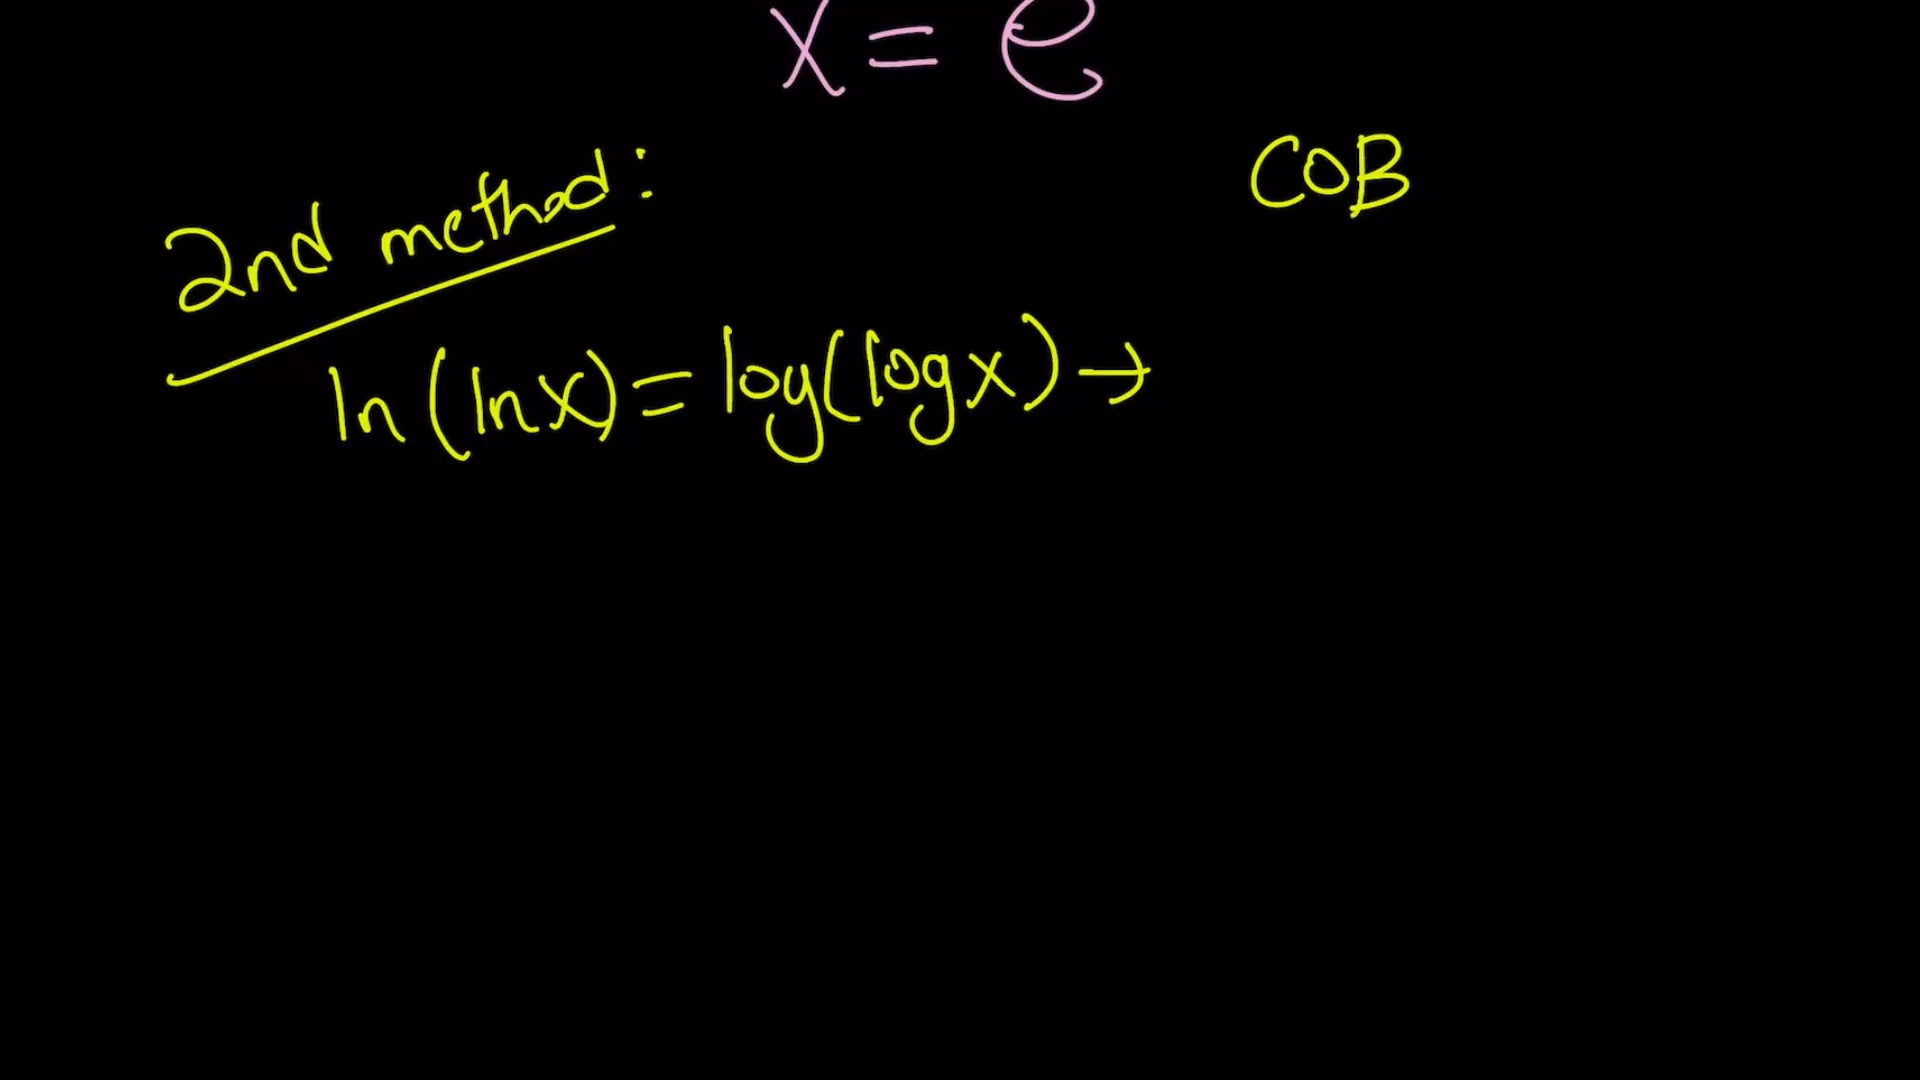 x = e
COB
2nd method:
ln(lnx) = log(logx) →